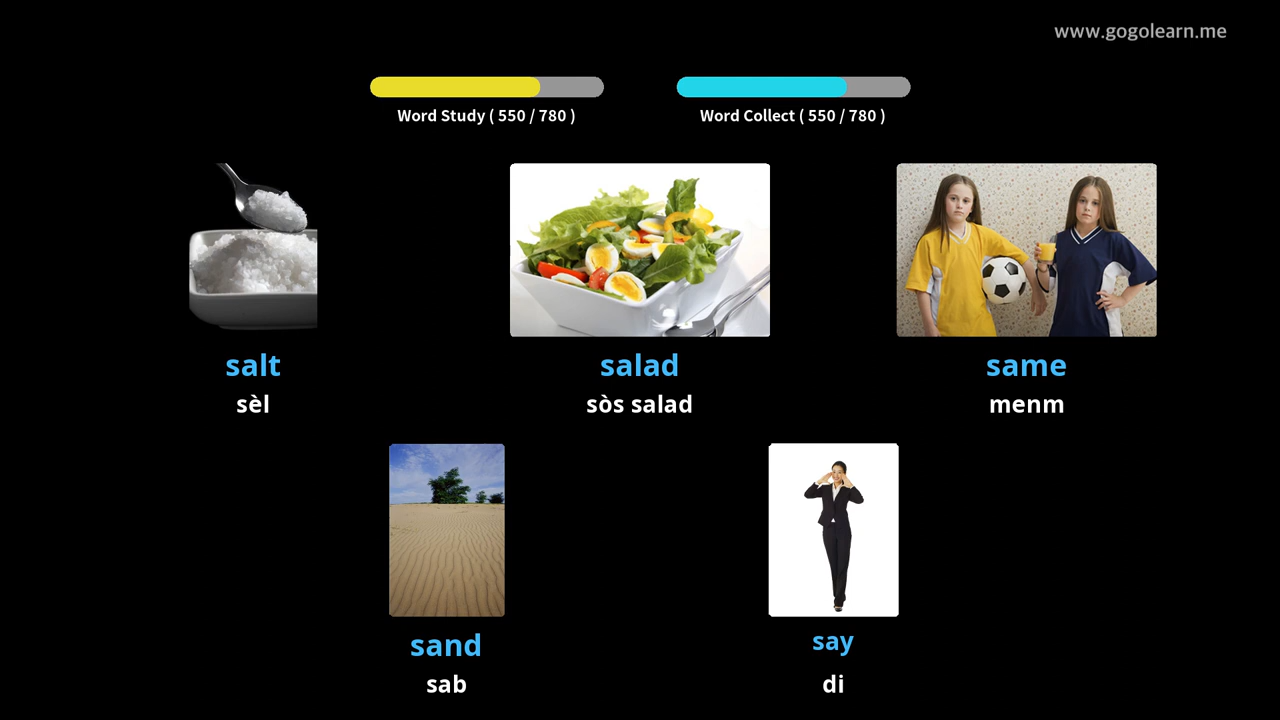 www.gogolearn.me
Word Study ( 550 / 780 )
Word Collect ( 550 / 780 )
salt
sèl
salad
sòs salad
same
menm
sand
sab
say
di